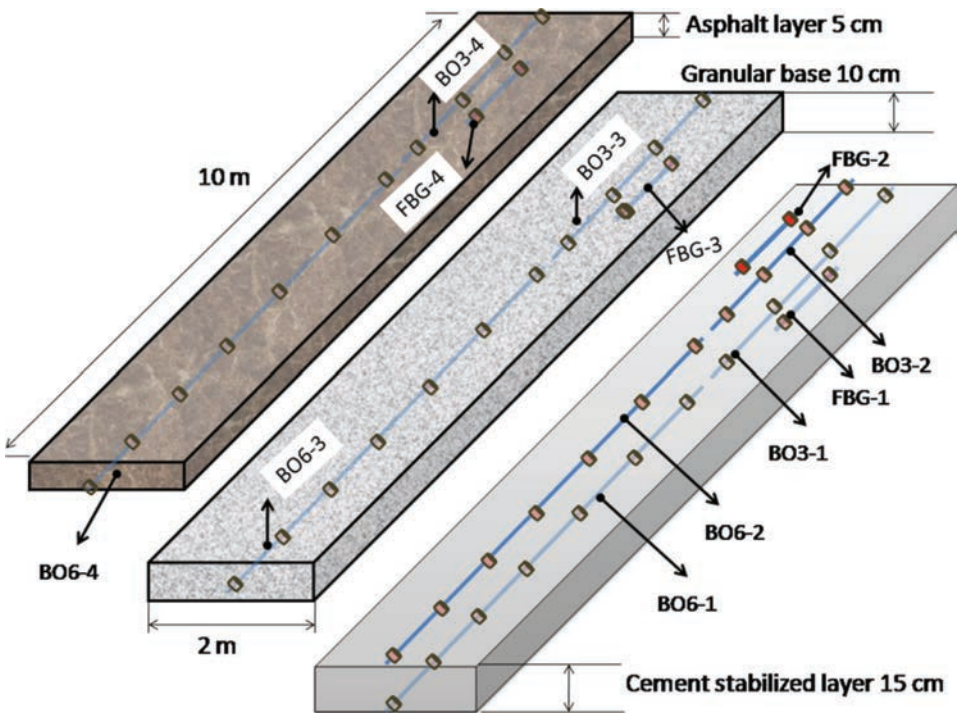 Asphalt layer 5 cm
BO3-4
Granular base 10 cm
10 m
FBG-4
BO3-3
FBG-2
FBG-3
BO3-2
FBG-1
BO3-1
BO6-3
BO6-2
BO6-4
BO6-1
2 m
Cement stabilized layer 15 cm